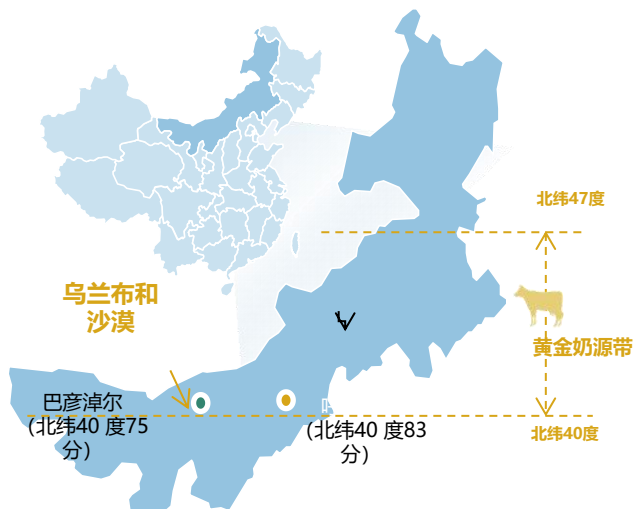 北纬47度
乌兰布和
沙漠
黄金奶源带
巴彦淖尔
(北纬40 度75
分）
(北纬40 度83
分）
北纬40度